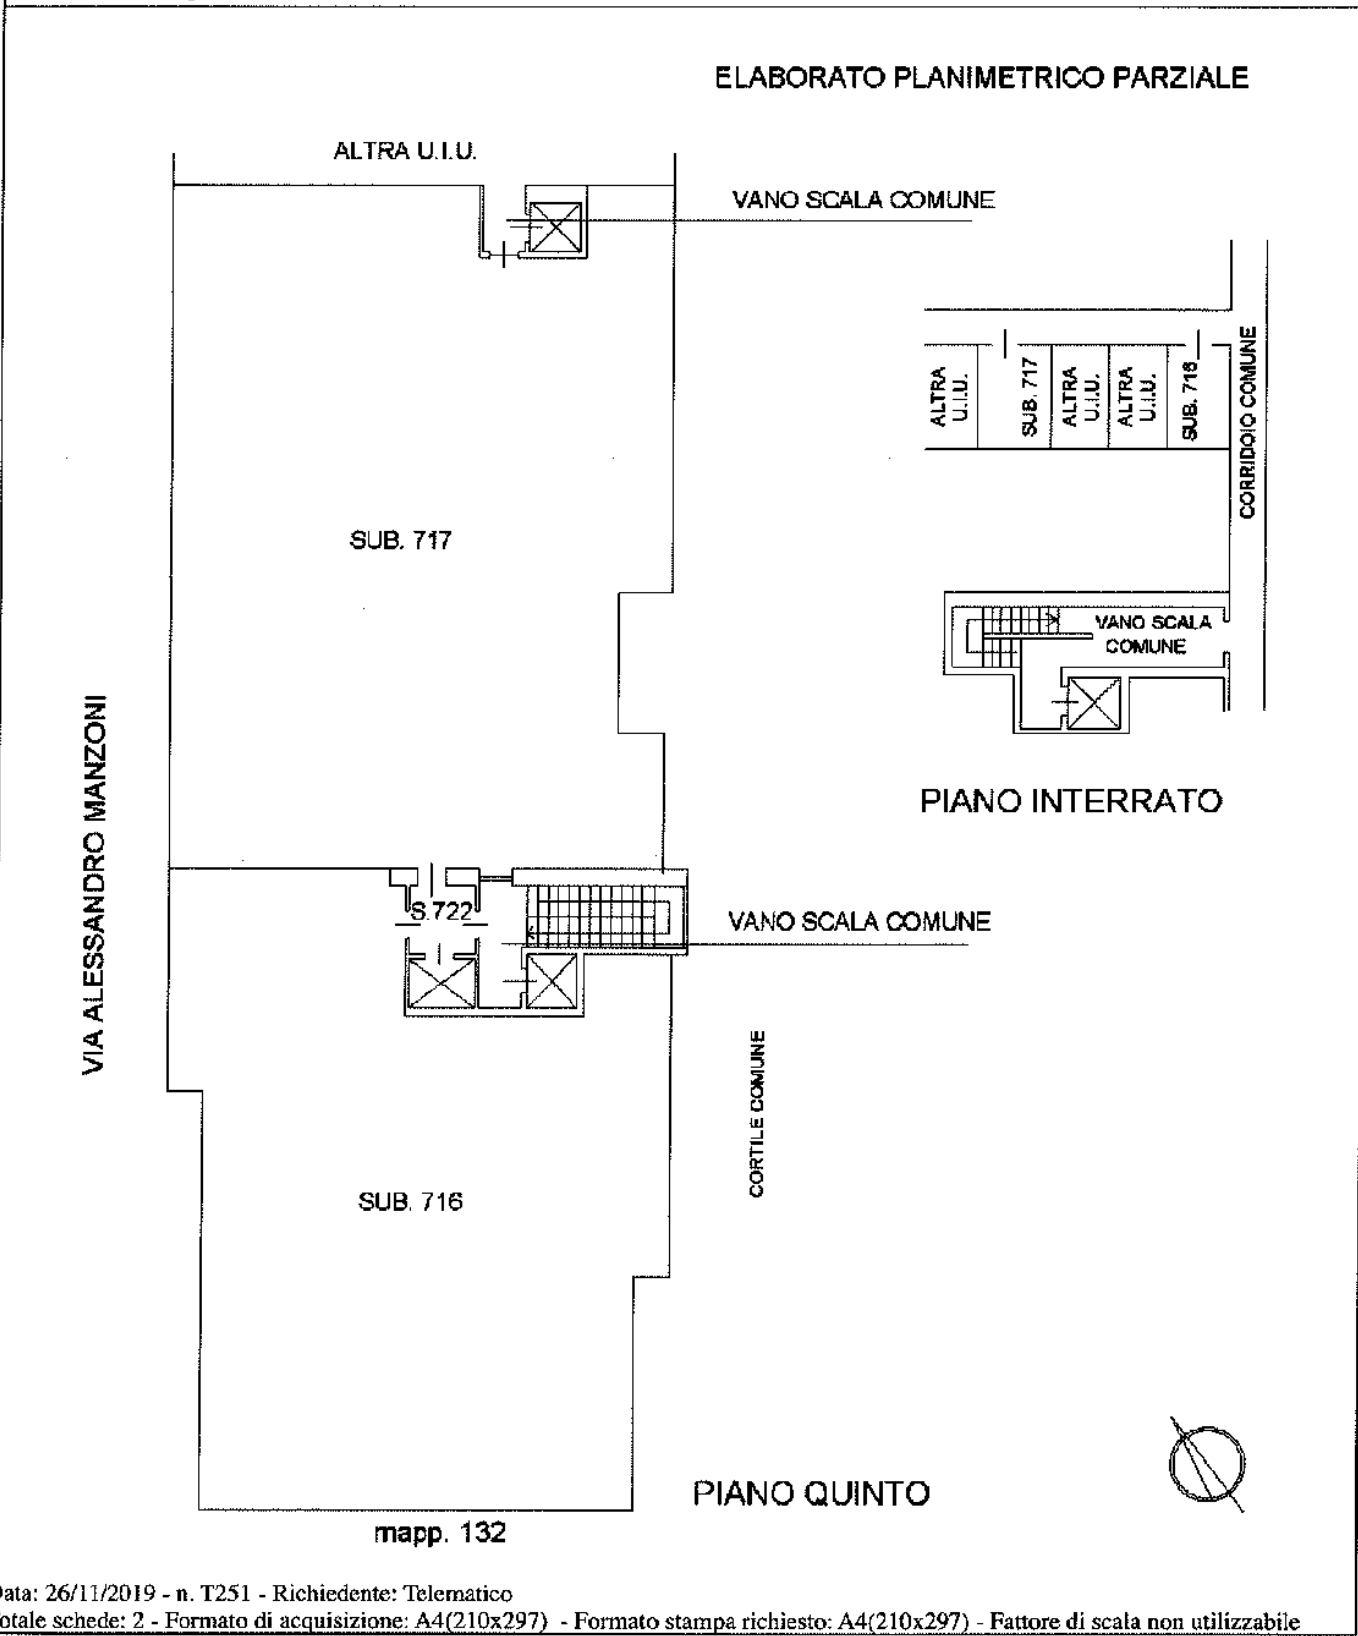 ELABORATO PLANIMETRICO PARZIALE
ALTRA U.I.U.
VANO SCALA COMUNE
ALTRA
U.I.U.
SUB. 717
ALTRA
U.I.U.
ALTRA
U.I.U.
SUB. 716
CORRIDOIO COMUNE
SUB. 717
VANO SCALA
COMUNE
PIANO INTERRATO
VIA ALESSANDRO MANZONI
S.722
VANO SCALA COMUNE
CORTILE COMUNE
SUB. 716
PIANO QUINTO
mapp. 132
Data: 26/11/2019 - n. T251 - Richiedente: Telematico
Totale schede: 2 - Formato di acquisizione: A4(210x297) - Formato stampa richiesto: A4(210x297) - Fattore di scala non utilizzabile